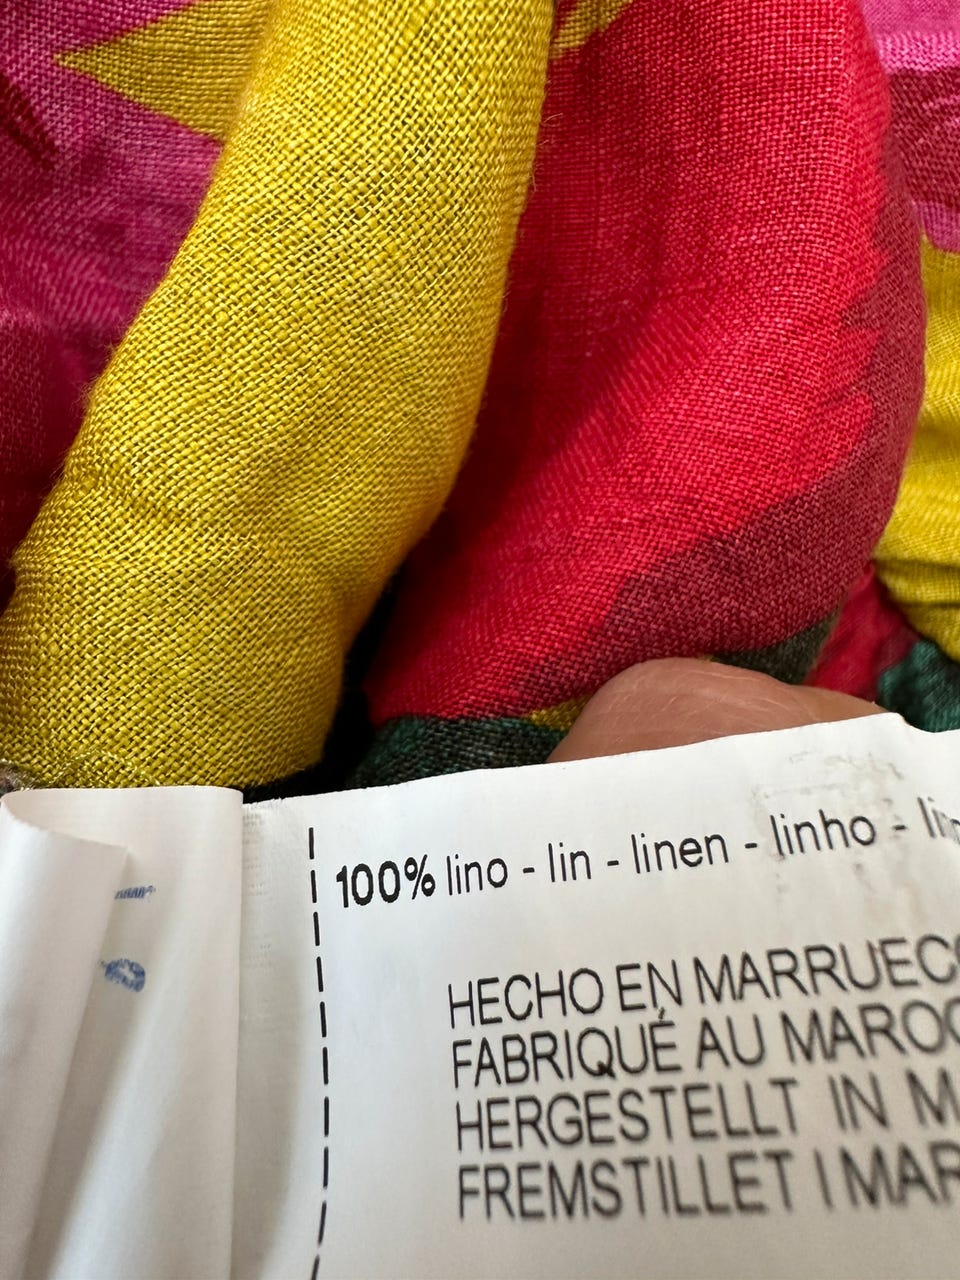 100% lino - lin - linen - linho -
HECHO EN
FABRIQUÉ AU
HERGESTELLT IN
FREMSTILLET I